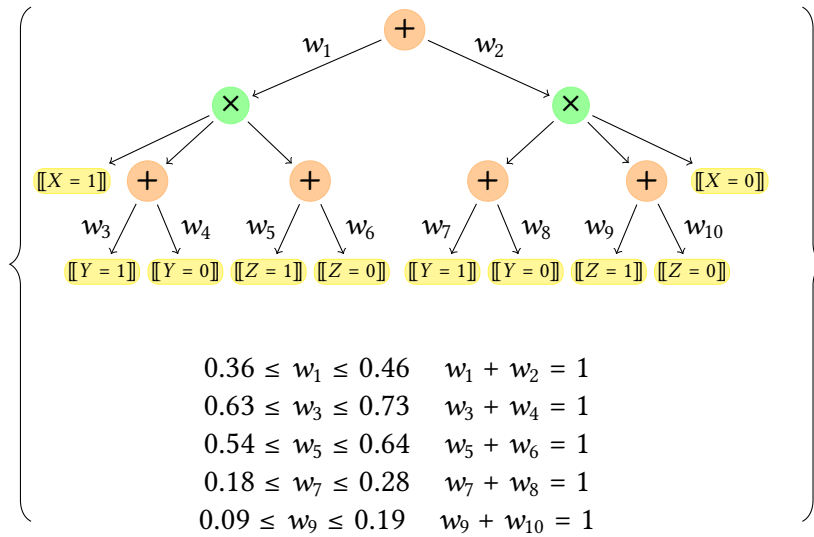 +
w₁ w₂
× ×
⟦X = 1⟧ + + + + ⟦X = 0⟧
w₃ w₄ w₅ w₆ w₇ w₈ w₉ w₁₀
⟦Y = 1⟧ ⟦Y = 0⟧ ⟦Z = 1⟧ ⟦Z = 0⟧ ⟦Y = 1⟧ ⟦Y = 0⟧ ⟦Z = 1⟧ ⟦Z = 0⟧
0.36 ≤ w₁ ≤ 0.46 w₁ + w₂ = 1
0.63 ≤ w₃ ≤ 0.73 w₃ + w₄ = 1
0.54 ≤ w₅ ≤ 0.64 w₅ + w₆ = 1
0.18 ≤ w₇ ≤ 0.28 w₇ + w₈ = 1
0.09 ≤ w₉ ≤ 0.19 w₉ + w₁₀ = 1